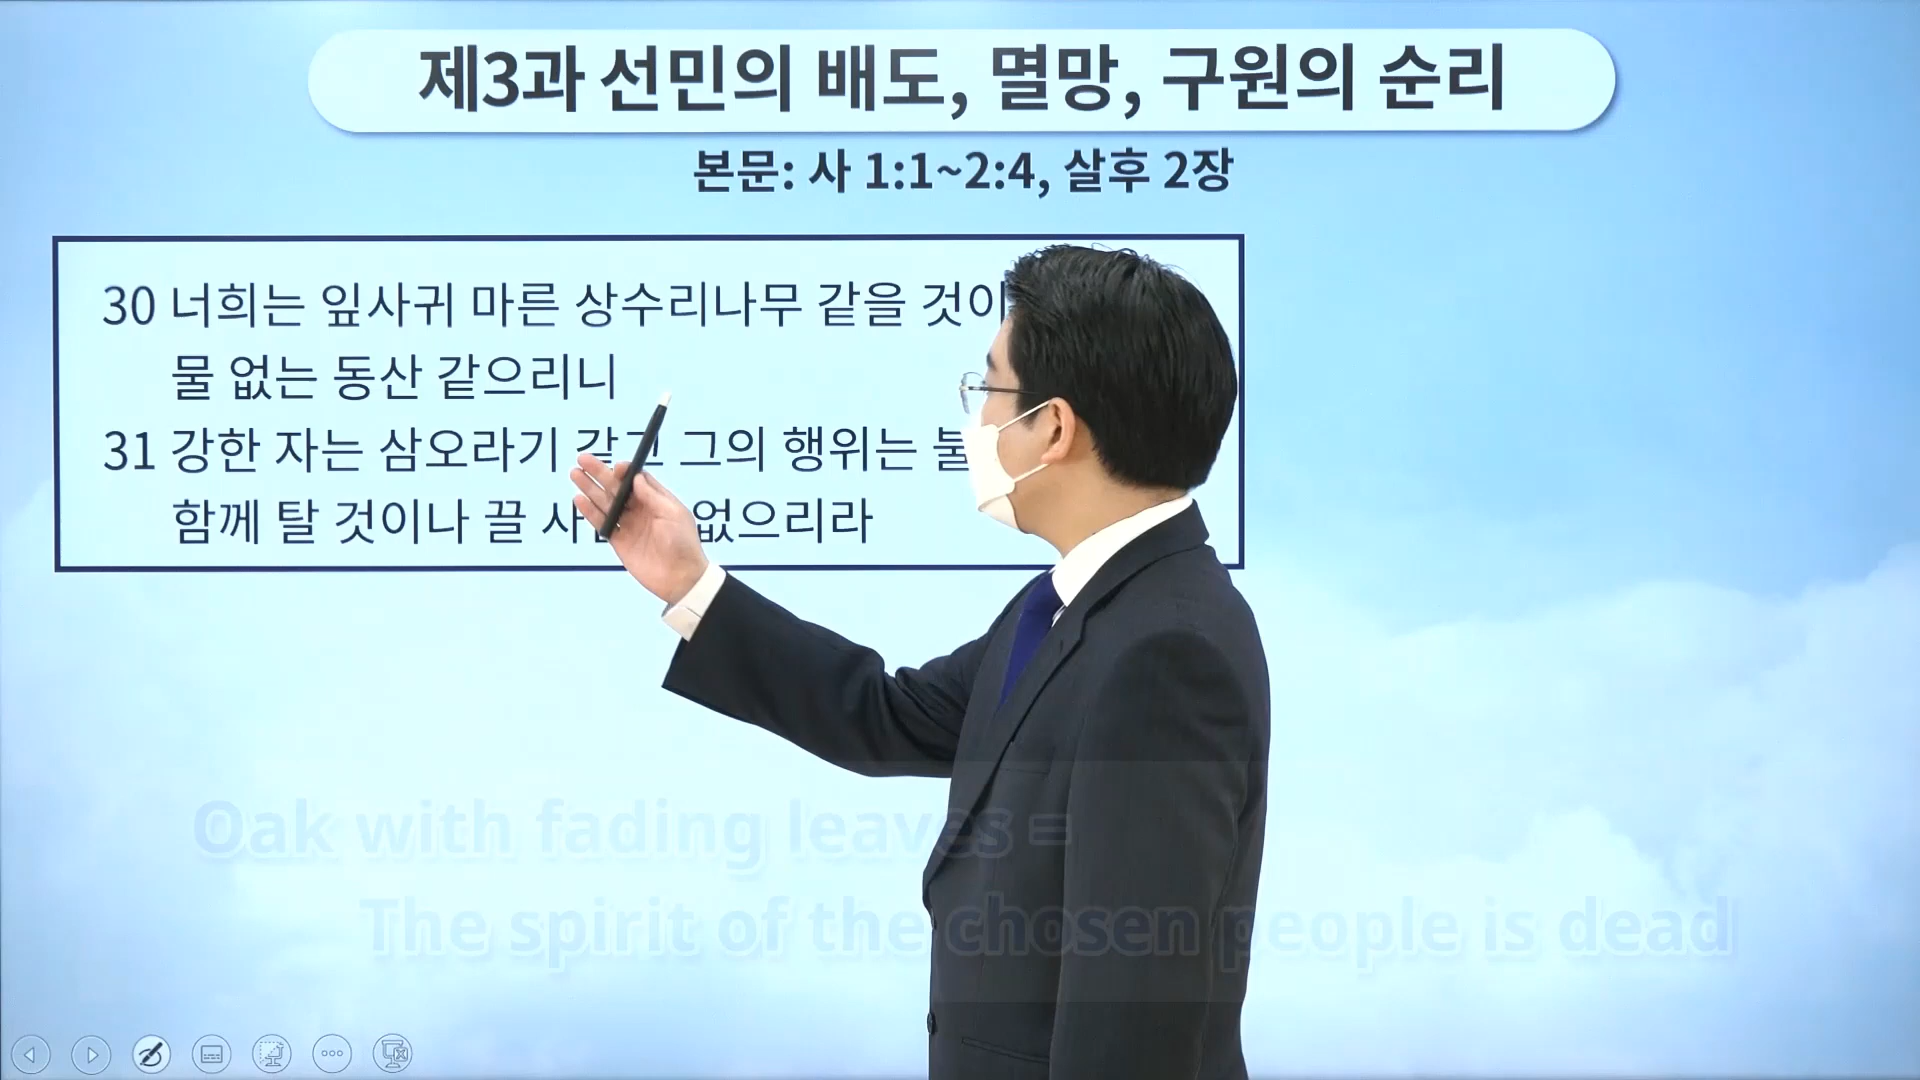 제3과 선민의 배도, 멸망, 구원의 순리
본문: 사 1:1~2:4, 살후 2장
30 너희는 잎사귀 마른 상수리나무 같을 것이
물 없는 동산 같으리니
31 강한 자는 삼오라기 같고 그의 행위는
함께 탈 것이나 끌 없으리라
Oak with fading leaves =
The spirit of the chosen people is dead